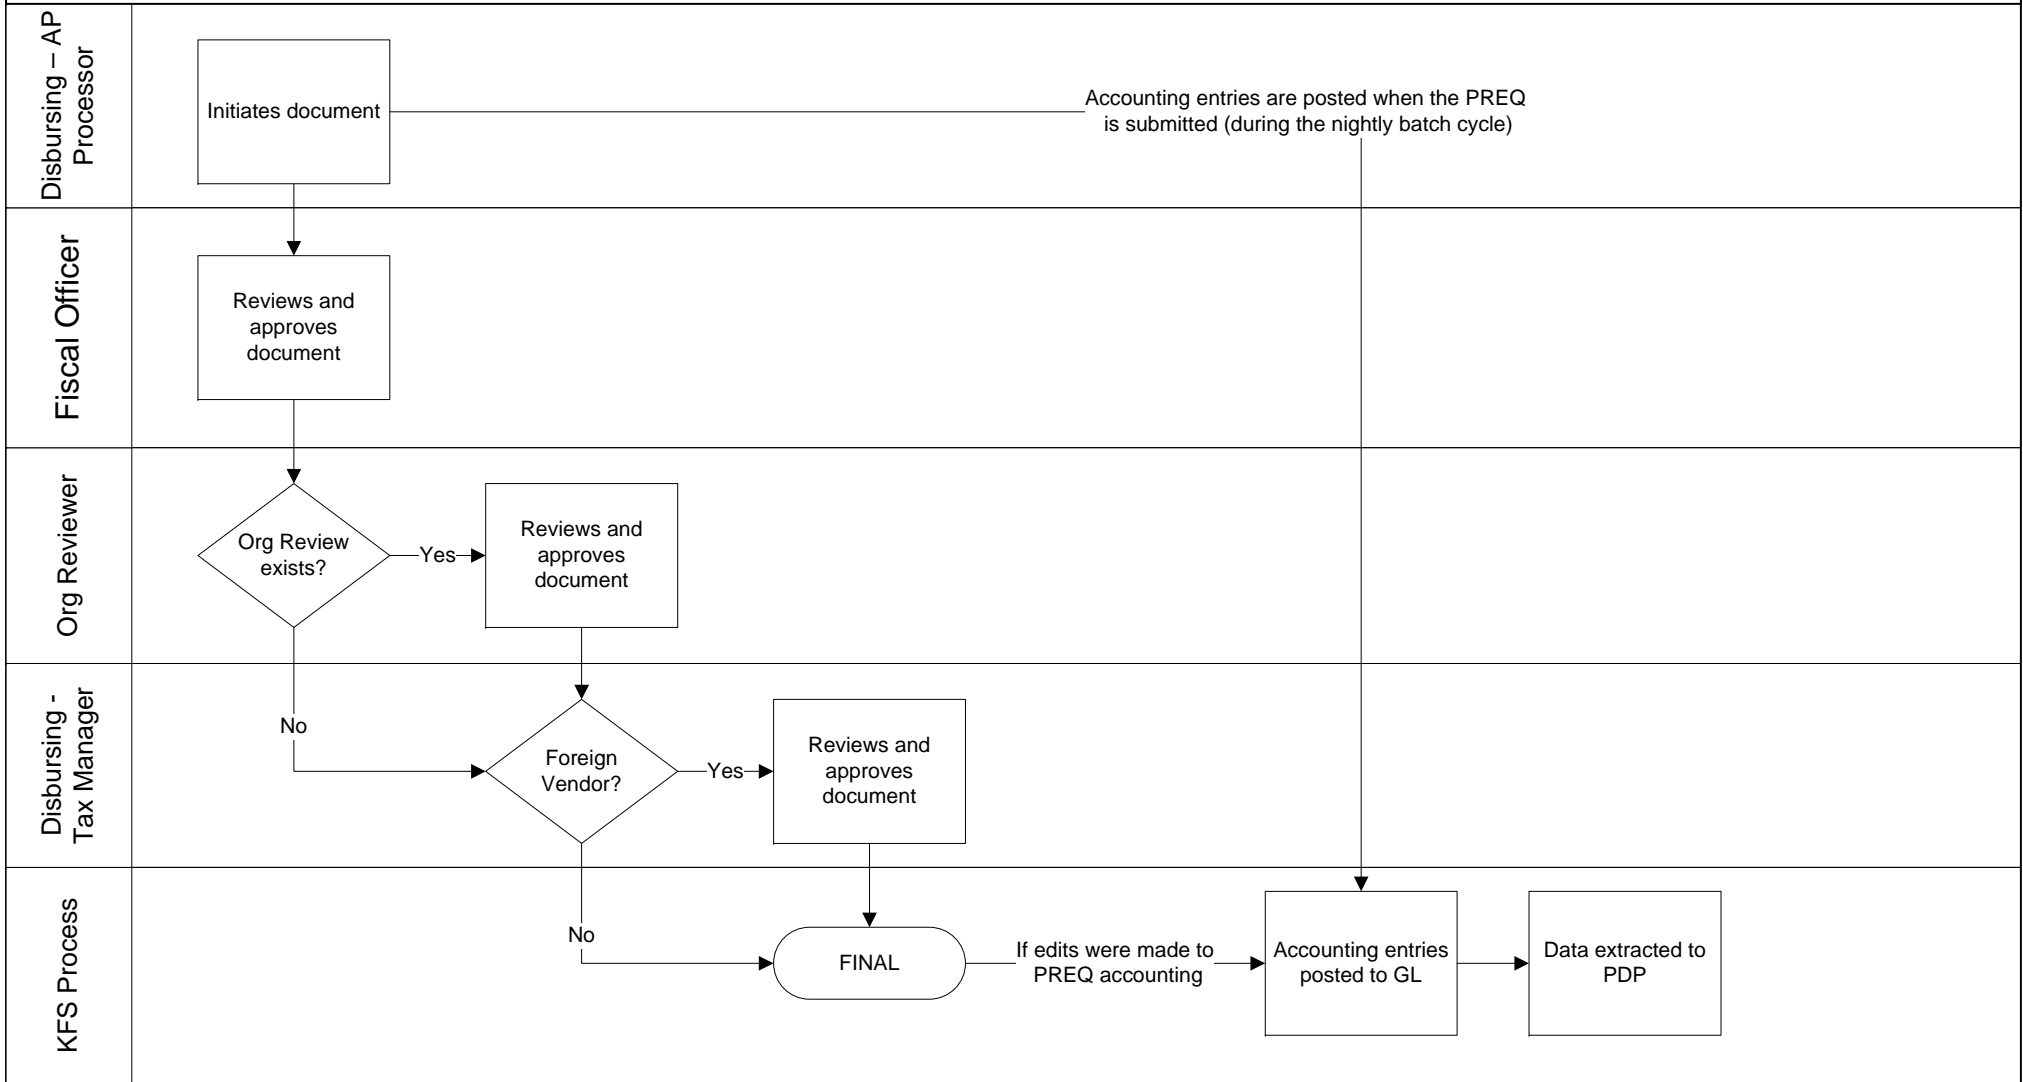 Disbursing – AP
Processor
Initiates document
Accounting entries are posted when the PREQ
is submitted (during the nightly batch cycle)
Fiscal Officer
Reviews and
approves
document
Org Reviewer
Org Review
exists?
Yes
Reviews and
approves
document
Disbursing -
Tax Manager
No
Foreign
Vendor?
Yes
Reviews and
approves
document
KFS Process
No
FINAL
If edits were made to
PREQ accounting
Accounting entries
posted to GL
Data extracted to
PDP